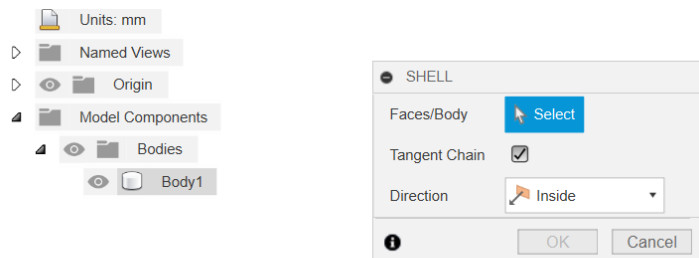 Units: mm
Named Views
Origin
Model Components
Bodies
Body1
SHELL
Faces/Body Select
Tangent Chain
Direction Inside
OK Cancel